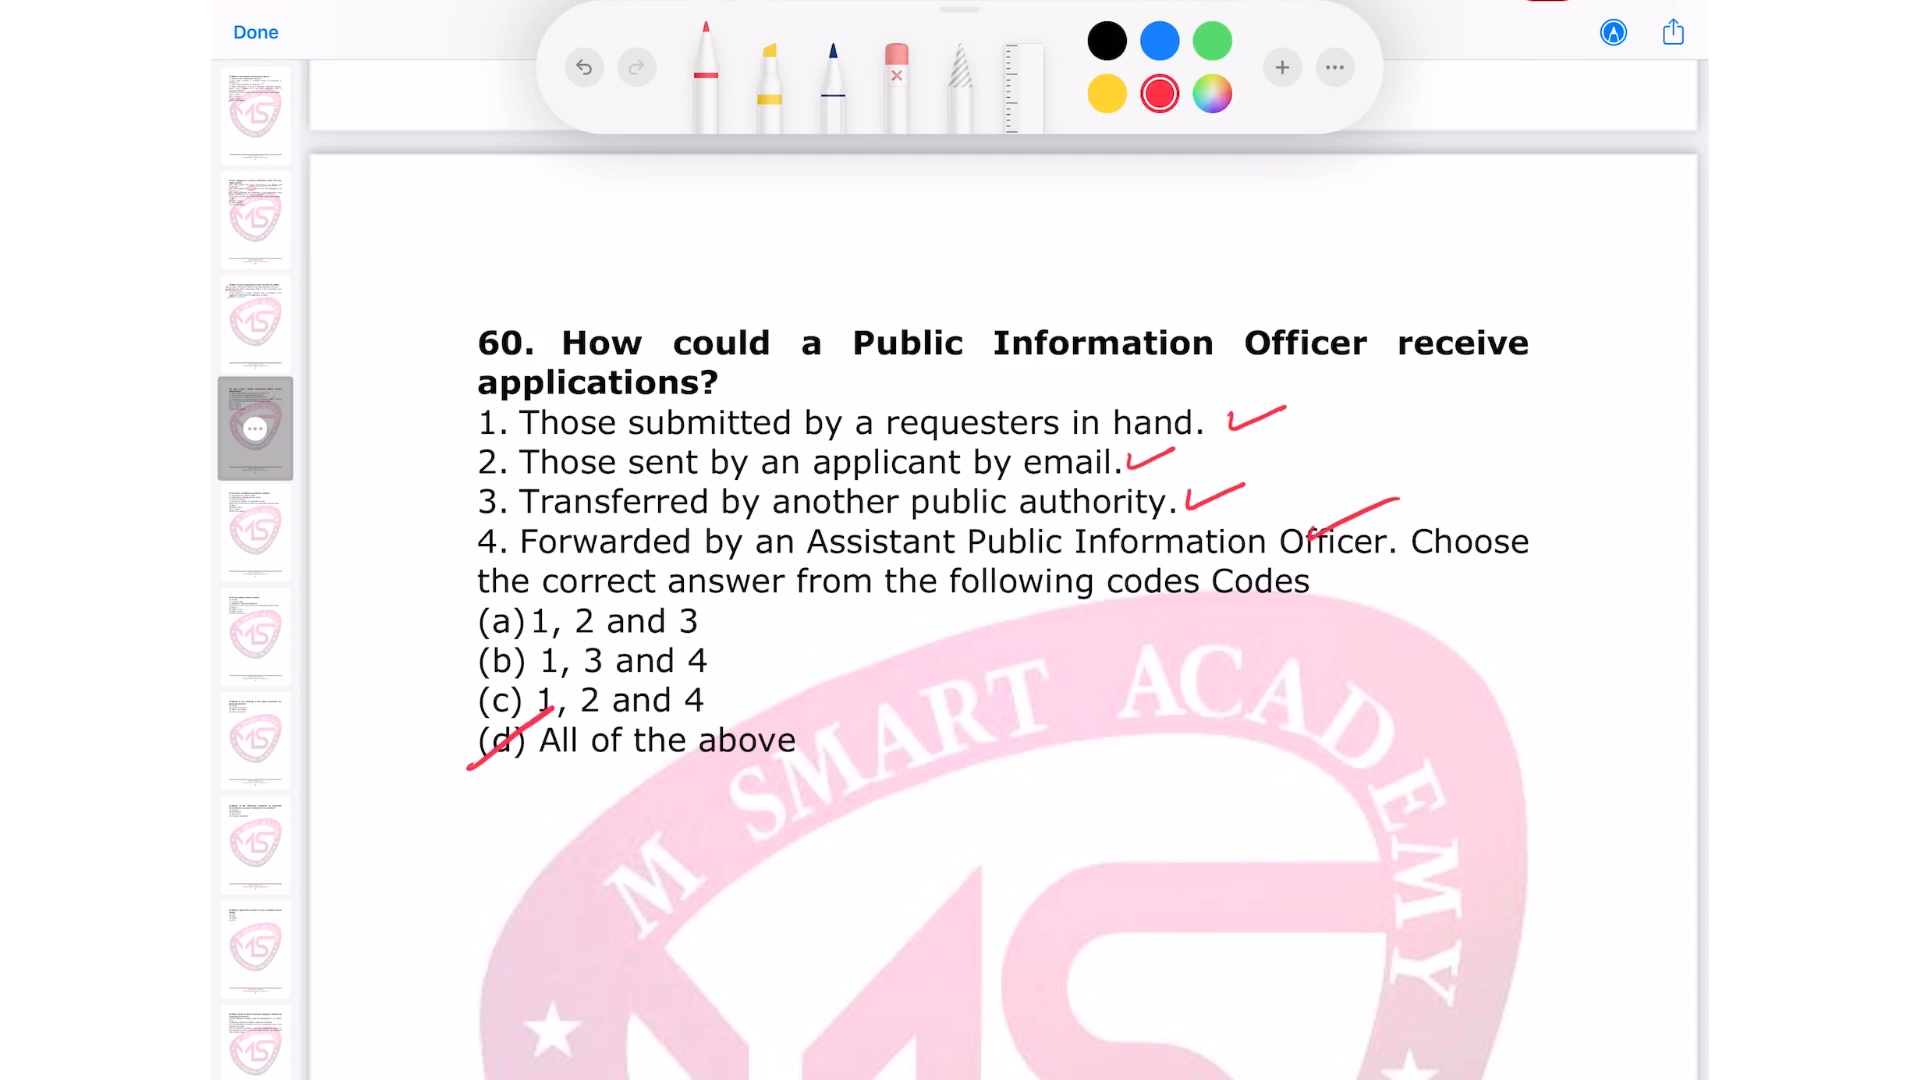 Done
60. How could a Public Information Officer receive
applications?
1. Those submitted by a requesters in hand.
2. Those sent by an applicant by email.
3. Transferred by another public authority.
4. Forwarded by an Assistant Public Information Officer. Choose
the correct answer from the following codes Codes
(a) 1, 2 and 3
(b) 1, 3 and 4
(c) 1, 2 and 4
(d) All of the above
M SMART ACADEMY
MS